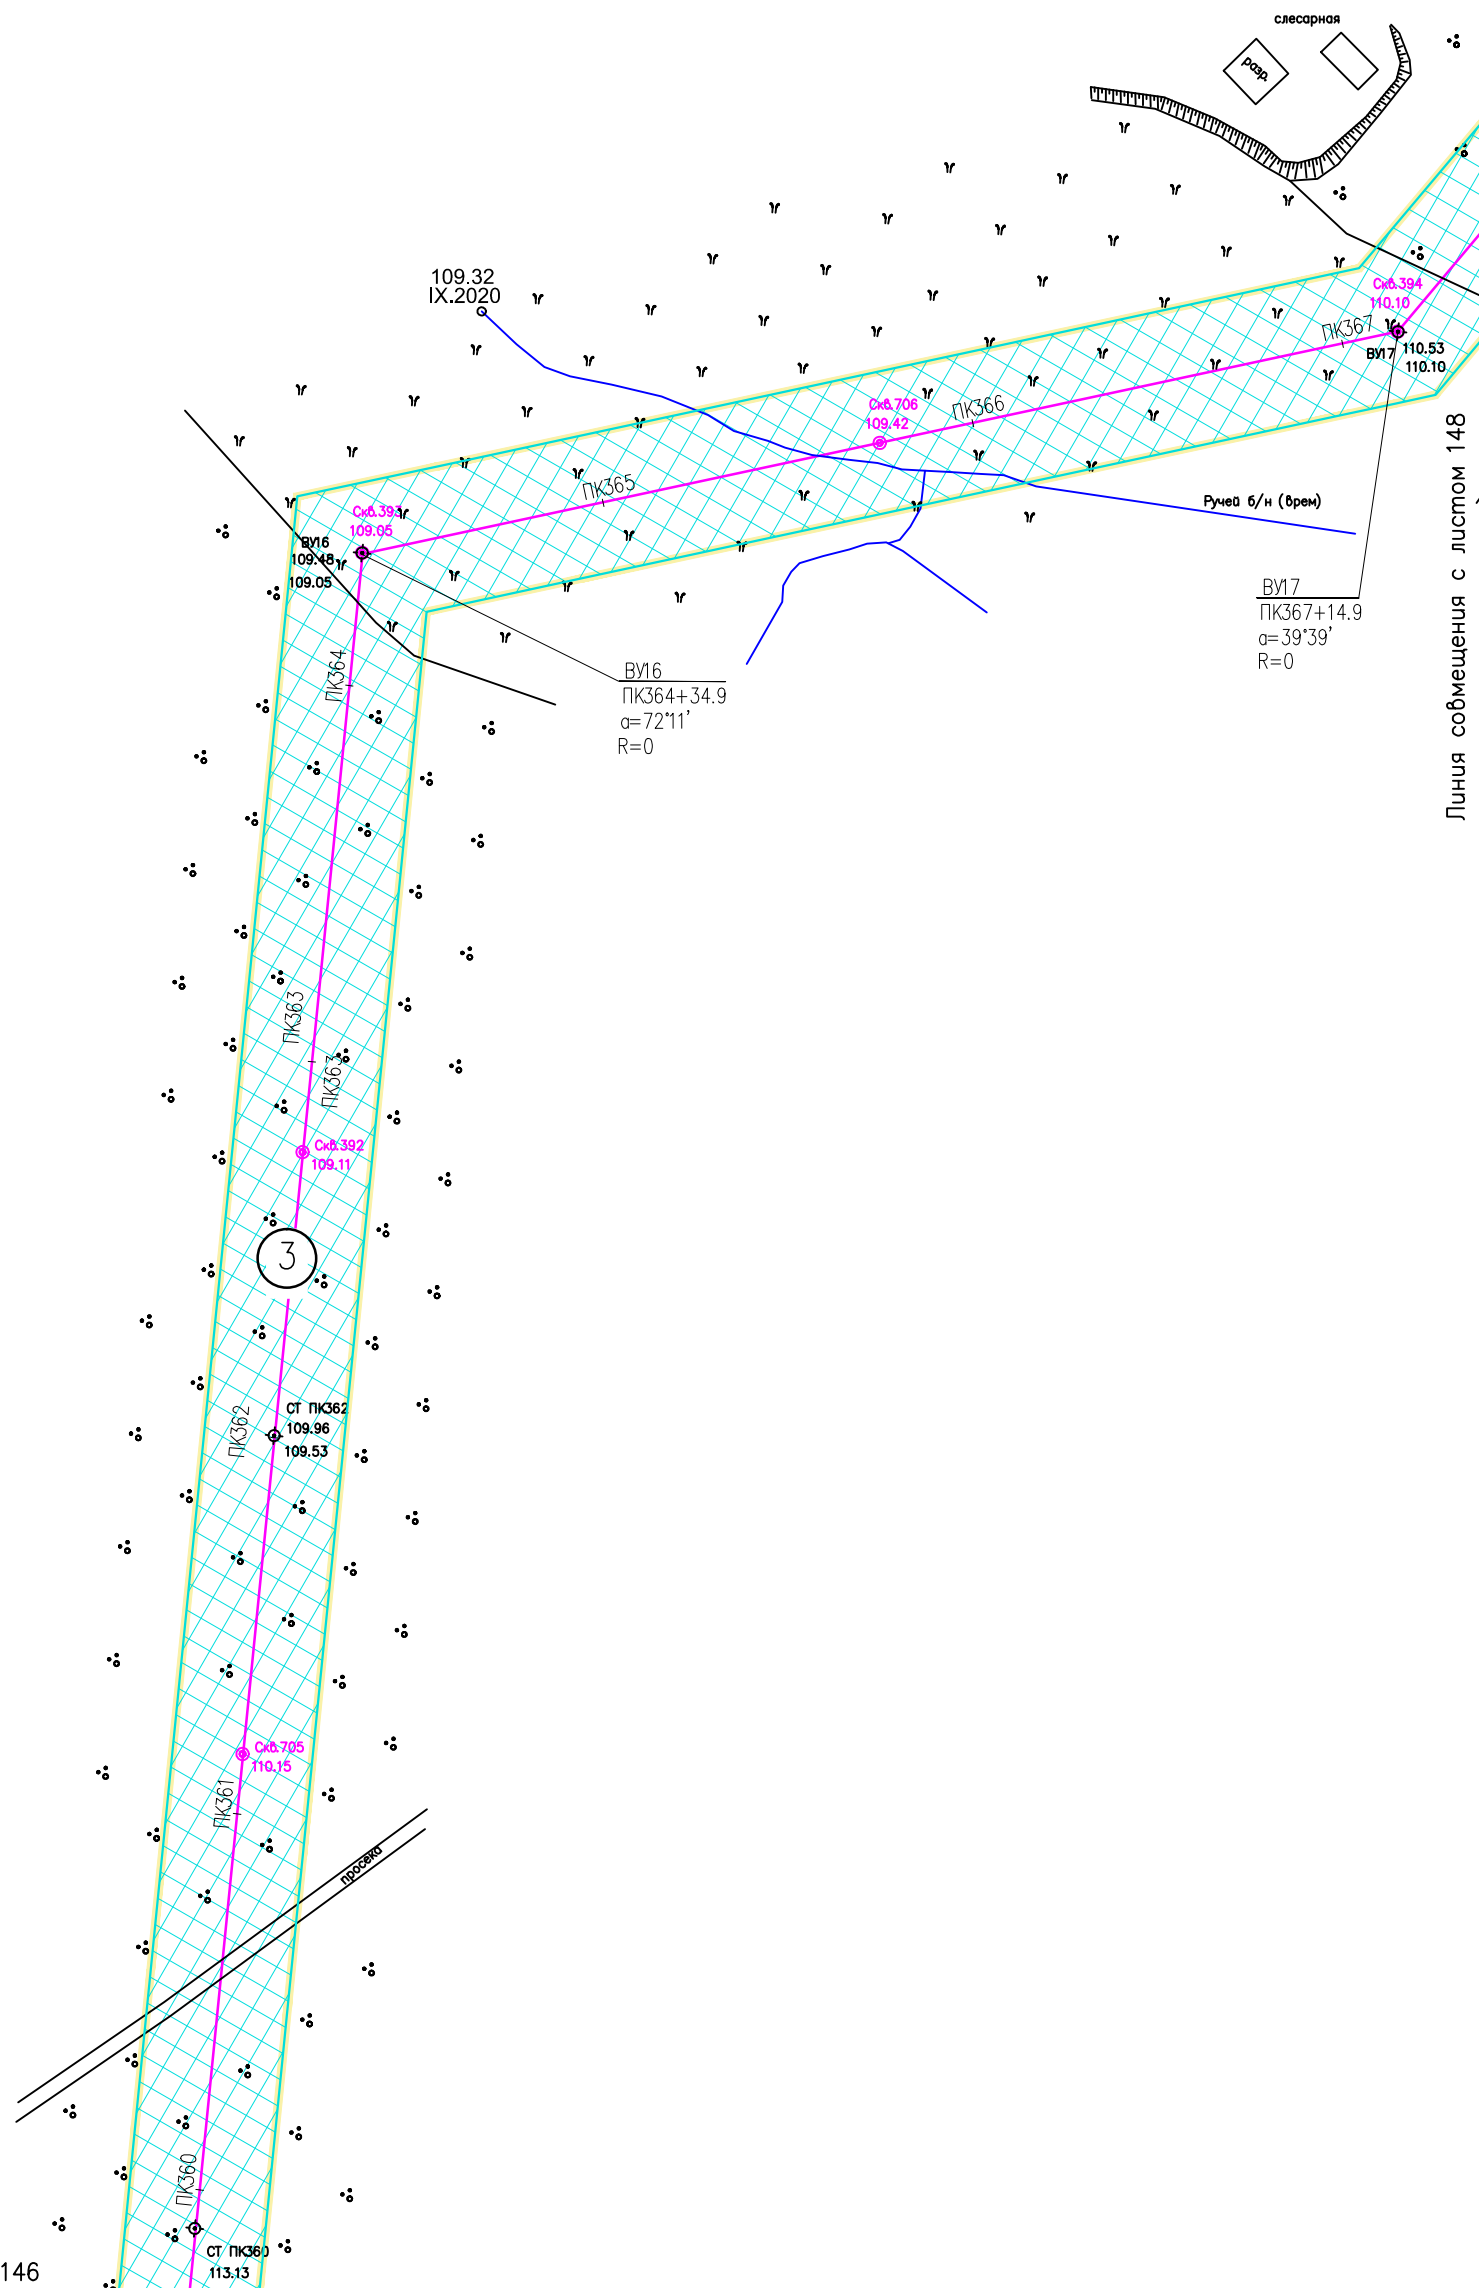 слесарная
разр.
109.32
IX.2020
Скв.394
110.10
ПК367
ВУ17
110.53
110.10
Скв.706
109.42
ПК366
ПК365
Скв.393
109.05
ВУ16
109.48
109.05
Ручей б/н (врем)
ВУ17
ПК367+14.9
α=39°39'
R=0
Линия совмещения с листом 148
ВУ16
ПК364+34.9
α=72°11'
R=0
ПК364
ПК363
ПК363
Скв.392
109.11
3
СТ ПК362
109.96
109.53
ПК362
Скв.705
110.15
ПК361
просека
ПК360
СТ ПК360
113.13
146